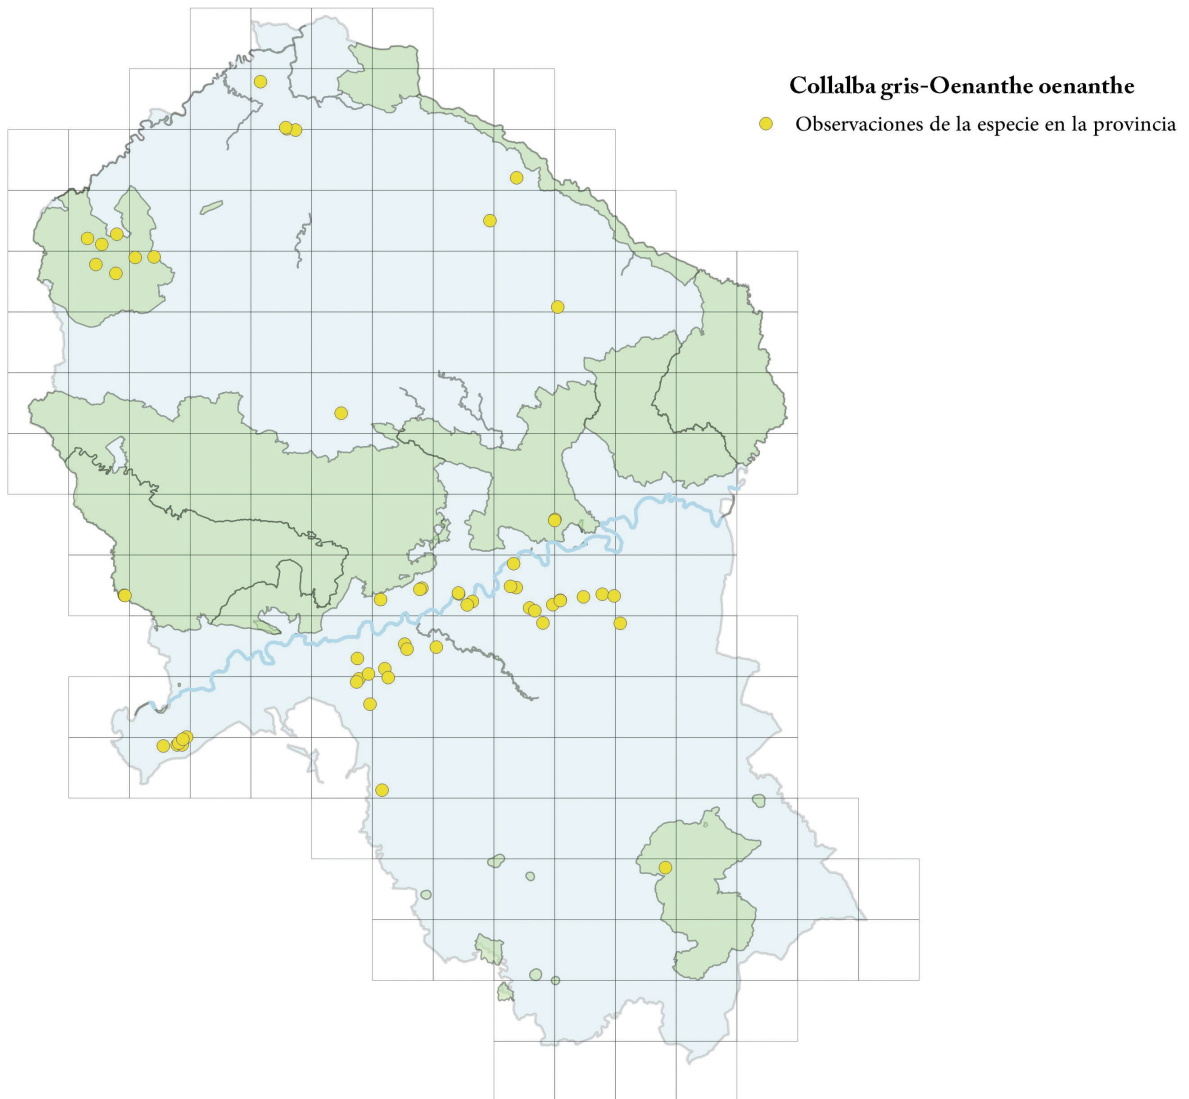 Collalba gris-Oenanthe oenanthe
Observaciones de la especie en la provincia